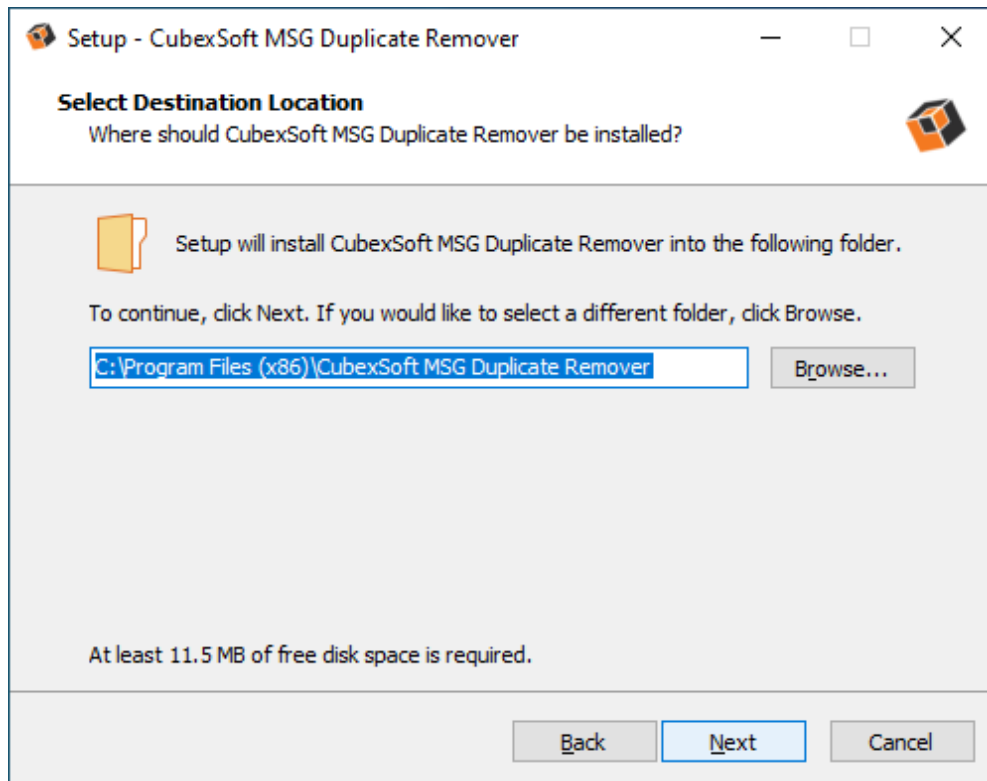 Setup - CubexSoft MSG Duplicate Remover
Select Destination Location
Where should CubexSoft MSG Duplicate Remover be installed?
Setup will install CubexSoft MSG Duplicate Remover into the following folder.
To continue, click Next. If you would like to select a different folder, click Browse.
C:\Program Files (x86)\CubexSoft MSG Duplicate Remover
Browse...
At least 11.5 MB of free disk space is required.
Back
Next
Cancel